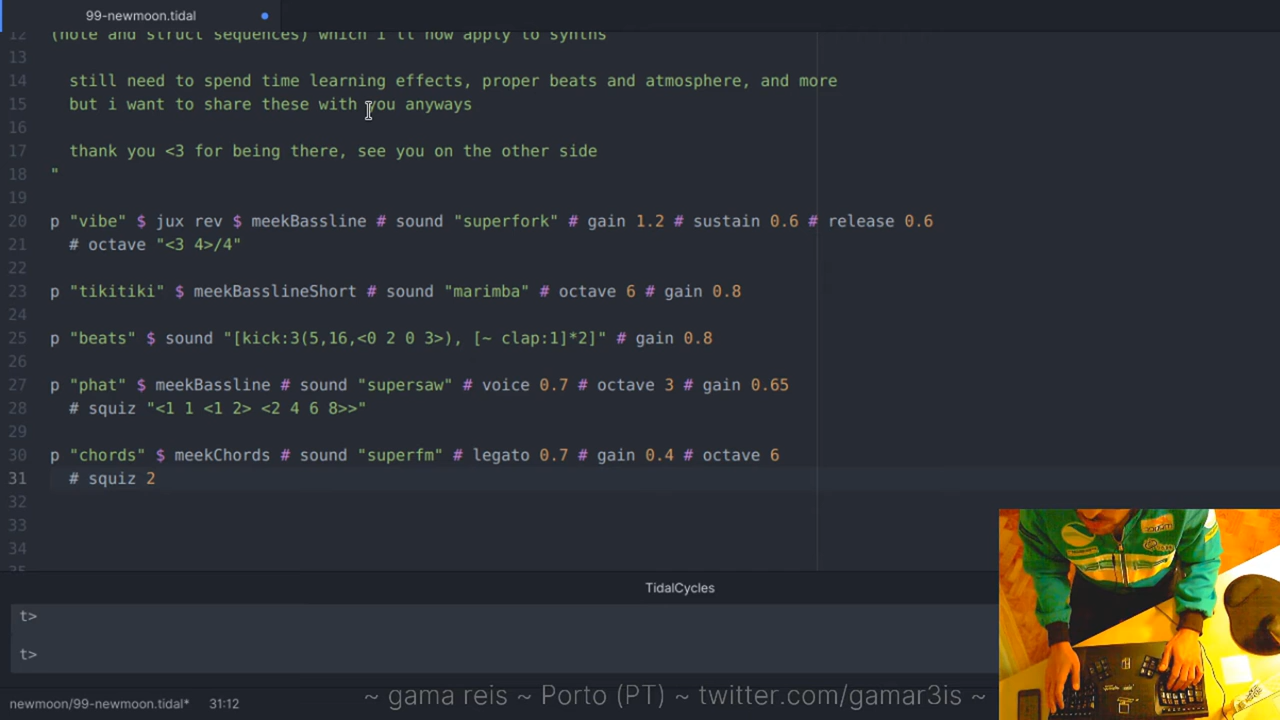 99-newmoon.tidal
12 (note and struct sequences) which i'll now apply to synths
13
14 still need to spend time learning effects, proper beats and atmosphere, and more
15 but i want to share these with you anyways
16
17 thank you <3 for being there, see you on the other side
18 "
19
20 p "vibe" $ jux rev $ meekBassline # sound "superfork" # gain 1.2 # sustain 0.6 # release 0.6
21 # octave "<3 4>/4"
22
23 p "tikitiki" $ meekBasslineShort # sound "marimba" # octave 6 # gain 0.8
24
25 p "beats" $ sound "[kick:3(5,16,<0 2 0 3>), [~ clap:1]*2]" # gain 0.8
26
27 p "phat" $ meekBassline # sound "supersaw" # voice 0.7 # octave 3 # gain 0.65
28 # squiz "<1 1 <1 2> <2 4 6 8>>"
29
30 p "chords" $ meekChords # sound "superfm" # legato 0.7 # gain 0.4 # octave 6
31 # squiz 2
32
33
34
35
TidalCycles
t>
t>
~ gama reis ~ Porto (PT) ~ twitter.com/gamar3is ~
newmoon/99-newmoon.tidal* 31:12